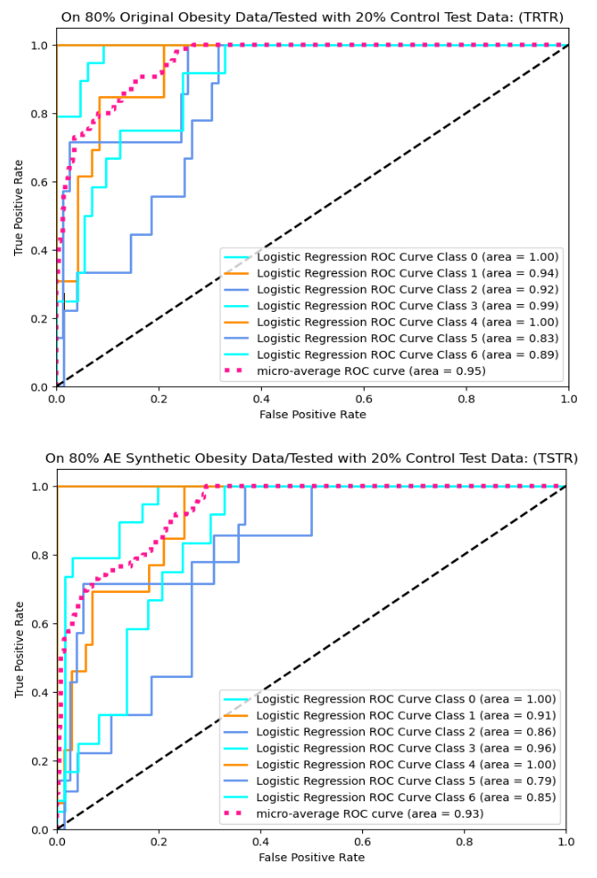 On 80% Original Obesity Data/Tested with 20% Control Test Data: (TRTR)
1.0
0.8
0.6
0.4
0.2
0.0
True Positive Rate
Logistic Regression ROC Curve Class 0 (area = 1.00)
Logistic Regression ROC Curve Class 1 (area = 0.94)
Logistic Regression ROC Curve Class 2 (area = 0.92)
Logistic Regression ROC Curve Class 3 (area = 0.99)
Logistic Regression ROC Curve Class 4 (area = 1.00)
Logistic Regression ROC Curve Class 5 (area = 0.83)
Logistic Regression ROC Curve Class 6 (area = 0.89)
micro-average ROC curve (area = 0.95)
0.0 0.2 0.4 0.6 0.8 1.0
False Positive Rate
On 80% AE Synthetic Obesity Data/Tested with 20% Control Test Data: (TSTR)
1.0
0.8
0.6
0.4
0.2
0.0
True Positive Rate
Logistic Regression ROC Curve Class 0 (area = 1.00)
Logistic Regression ROC Curve Class 1 (area = 0.91)
Logistic Regression ROC Curve Class 2 (area = 0.86)
Logistic Regression ROC Curve Class 3 (area = 0.96)
Logistic Regression ROC Curve Class 4 (area = 1.00)
Logistic Regression ROC Curve Class 5 (area = 0.79)
Logistic Regression ROC Curve Class 6 (area = 0.85)
micro-average ROC curve (area = 0.93)
0.0 0.2 0.4 0.6 0.8 1.0
False Positive Rate